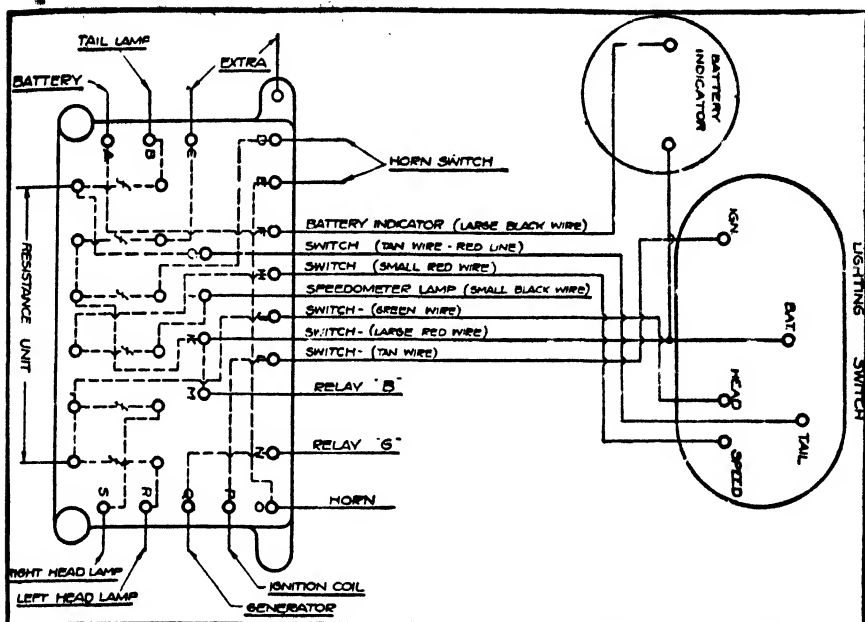 TAIL LAMP
EXTRA
BATTERY
BATTERY INDICATOR
A
B
E
D
HORN SWITCH
IGN
BATTERY INDICATOR (LARGE BLACK WIRE)
SWITCH (TAN WIRE - RED LINE)
SWITCH (SMALL RED WIRE)
SPEEDOMETER LAMP (SMALL BLACK WIRE)
SWITCH - (GREEN WIRE)
SWITCH - (LARGE RED WIRE)
SWITCH - (TAN WIRE)
RESISTANCE UNIT
K
M
RELAY "B"
RELAY "G"
HORN
BAT
HEAD
TAIL
SPEED
LIGHTING SWITCH
S
R
Q
P
O
N
RIGHT HEAD LAMP
LEFT HEAD LAMP
IGNITION COIL
GENERATOR